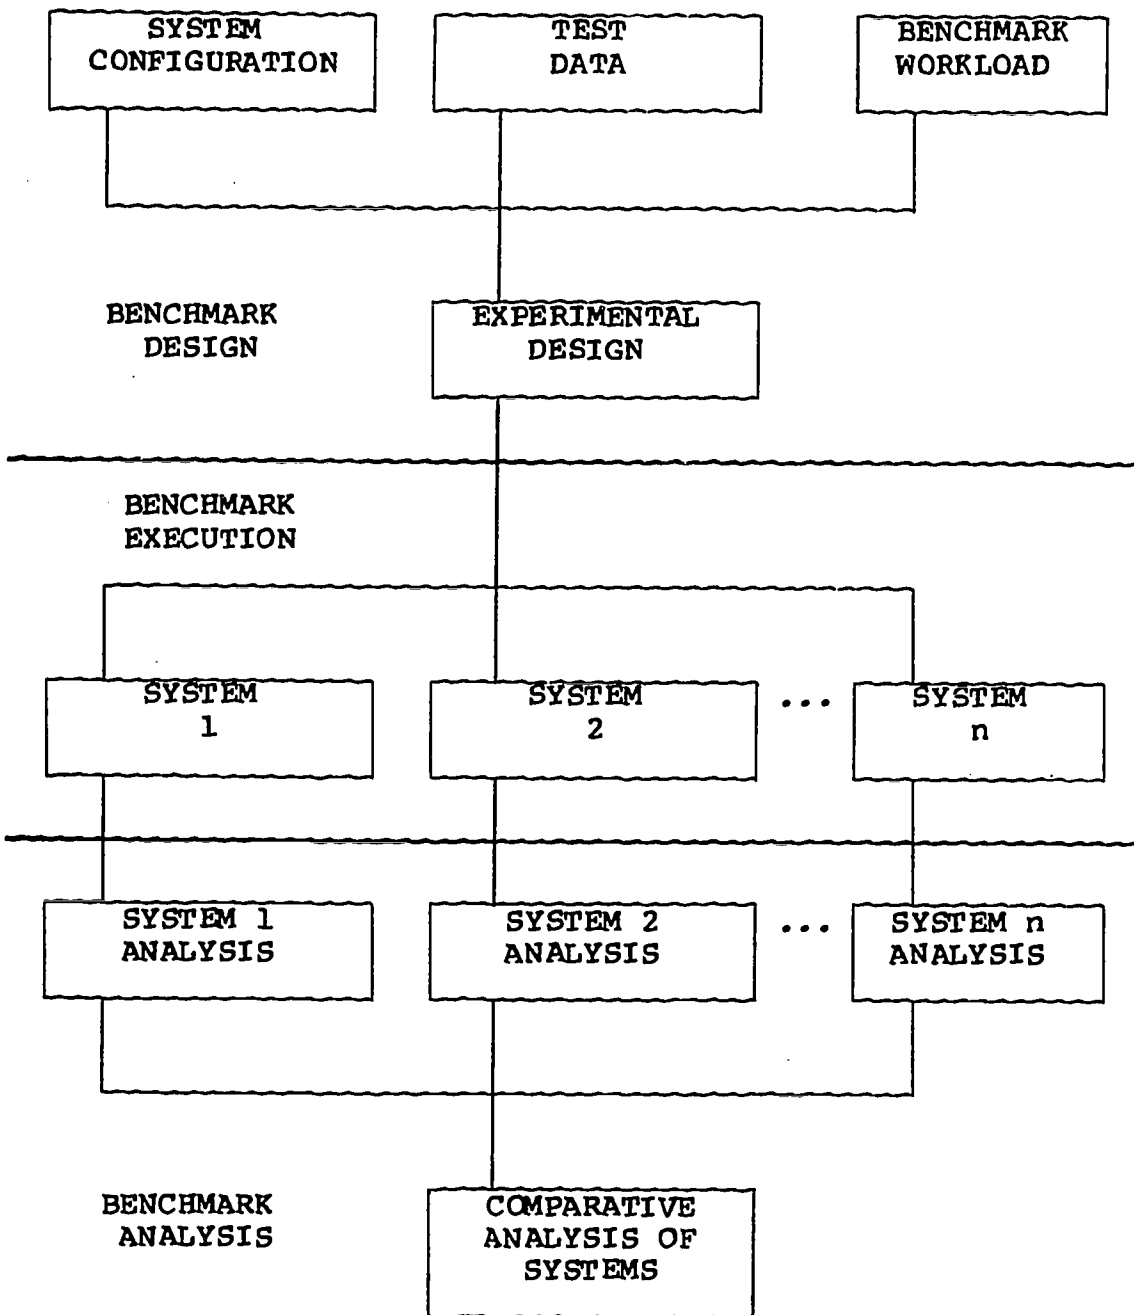 SYSTEM
CONFIGURATION
TEST
DATA
BENCHMARK
WORKLOAD
BENCHMARK
DESIGN
EXPERIMENTAL
DESIGN
BENCHMARK
EXECUTION
SYSTEM
1
SYSTEM
2
...
SYSTEM
n
SYSTEM 1
ANALYSIS
SYSTEM 2
ANALYSIS
...
SYSTEM n
ANALYSIS
BENCHMARK
ANALYSIS
COMPARATIVE
ANALYSIS OF
SYSTEMS